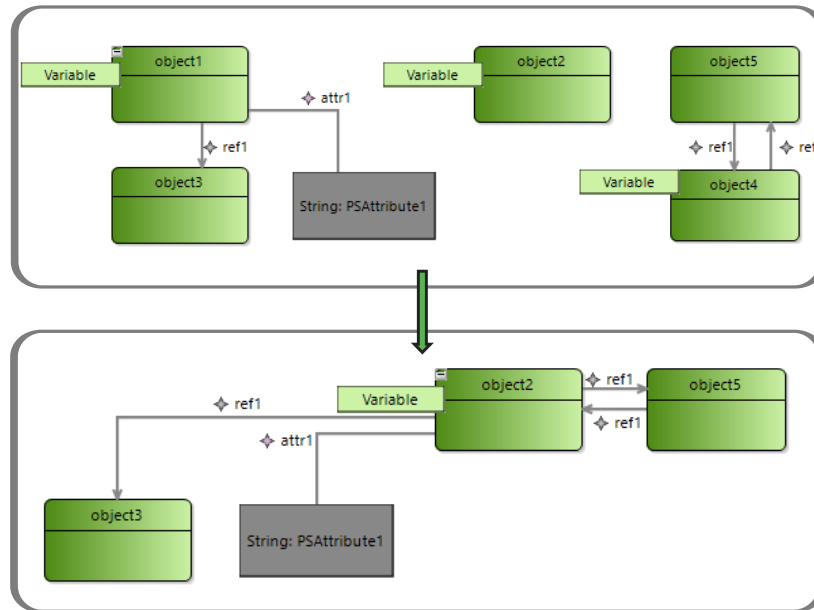 object1
Variable
attr1
ref1
object3
String: PSAttribute1
object2
Variable
object5
ref1
ref
Variable
object4
object2
ref1
object5
Variable
ref1
ref1
attr1
object3
String: PSAttribute1